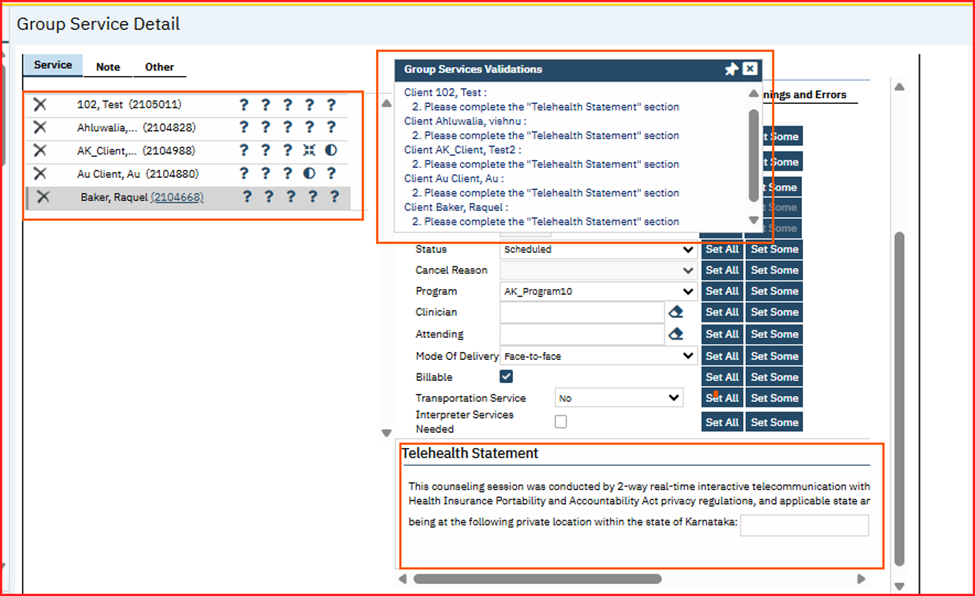 Group Service Detail
Service
Note
Other
102, Test (2105011) ? ? ? ? ?
Ahluwalia,... (2104828) ? ? ? ? ?
AK_Client,... (2104988) ? ? ?
Au Client, Au (2104880) ? ? ? ?
Baker, Raquel (2104668) ? ? ? ? ?
Group Services Validations
Client 102, Test :
2. Please complete the "Telehealth Statement" section
Client Ahluwalia, vishnu :
2. Please complete the "Telehealth Statement" section
Client AK_Client, Test2 :
2. Please complete the "Telehealth Statement" section
Client Au Client, Au :
2. Please complete the "Telehealth Statement" section
Client Baker, Raquel :
2. Please complete the "Telehealth Statement" section
nings and Errors
t Some
t Some
t Some
t Some
t Some
Status Scheduled Set All Set Some
Cancel Reason Set All Set Some
Program AK_Program10 Set All Set Some
Clinician Set All Set Some
Attending Set All Set Some
Mode Of Delivery Face-to-face Set All Set Some
Billable Set All Set Some
Transportation Service No Set All Set Some
Interpreter Services
Needed Set All Set Some
Telehealth Statement
This counseling session was conducted by 2-way real-time interactive telecommunication with
Health Insurance Portability and Accountability Act privacy regulations, and applicable state ar
being at the following private location within the state of Karnataka: